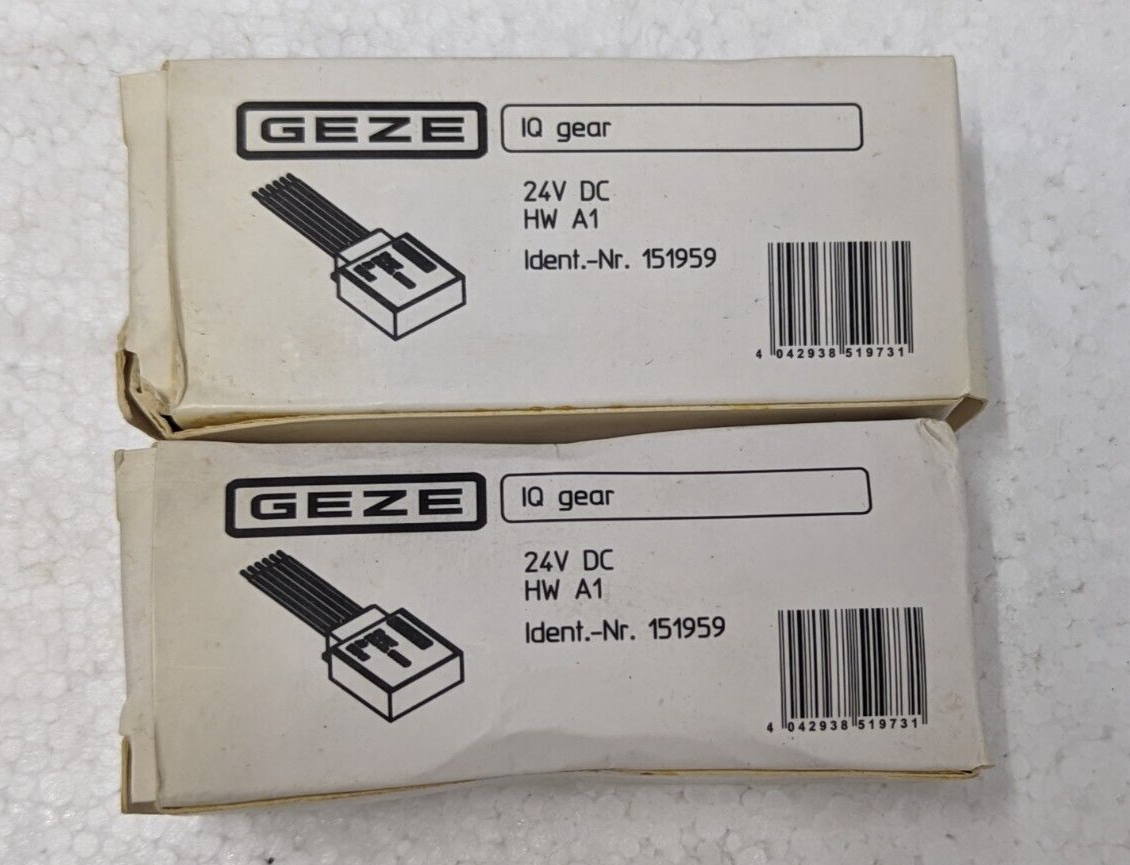 GEZE
IQ gear
24V DC
HW A1
Ident.-Nr. 151959
4 042938 519731
GEZE
IQ gear
24V DC
HW A1
Ident.-Nr. 151959
4 042938 519731